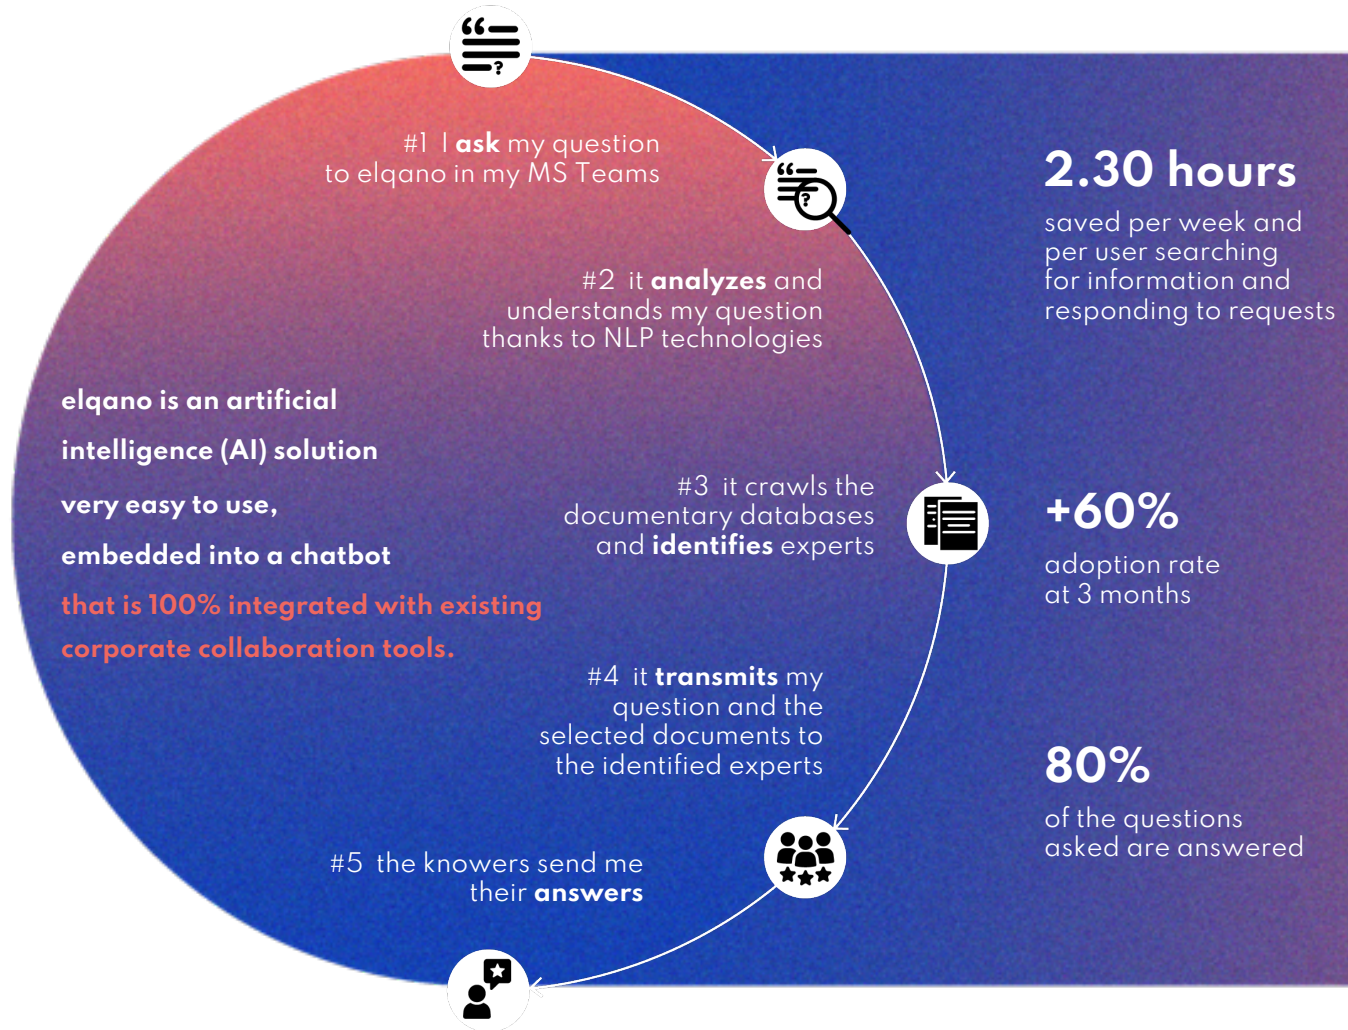 #1 I ask my question
to elqano in my MS Teams
#2 it analyzes and
understands my question
thanks to NLP technologies
elqano is an artificial
intelligence (AI) solution
very easy to use,
embedded into a chatbot
that is 100% integrated with existing
corporate collaboration tools.
#3 it crawls the
documentary databases
and identifies experts
#4 it transmits my
question and the
selected documents to
the identified experts
#5 the knowers send me
their answers
2.30 hours
saved per week and
per user searching
for information and
responding to requests
+60%
adoption rate
at 3 months
80%
of the questions
asked are answered